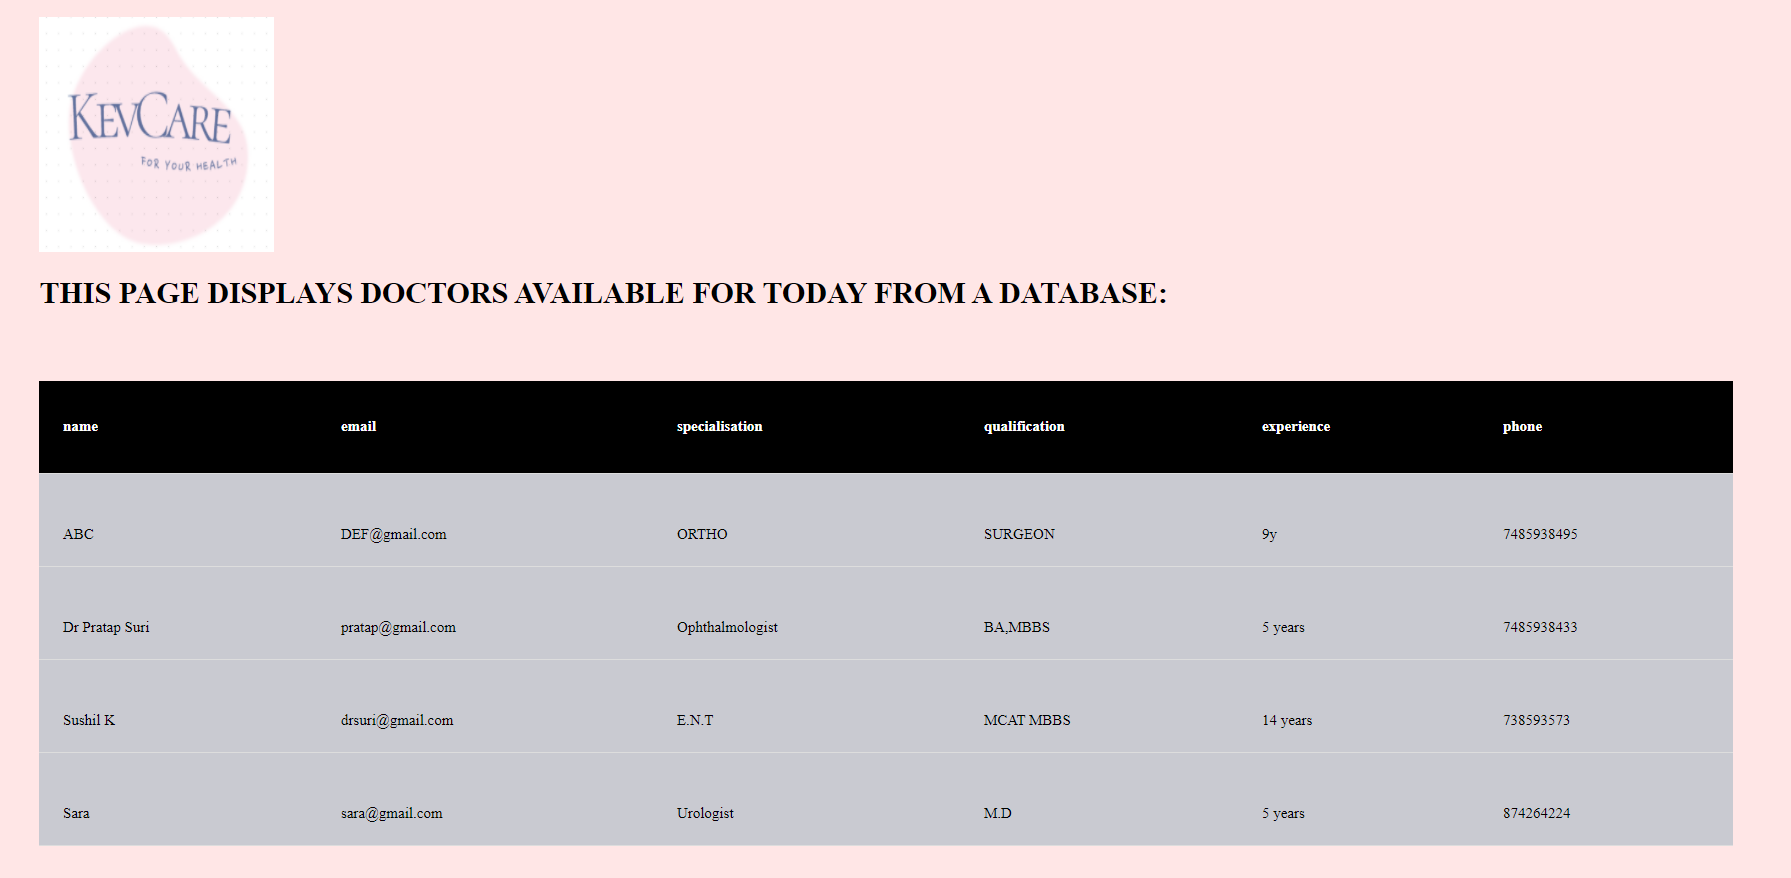 KEVCARE
FOR YOUR HEALTH
THIS PAGE DISPLAYS DOCTORS AVAILABLE FOR TODAY FROM A DATABASE:
name email specialisation qualification experience phone
ABC DEF@gmail.com ORTHO SURGEON 9y 7485938495
Dr Pratap Suri pratap@gmail.com Ophthalmologist BA,MBBS 5 years 7485938433
Sushil K drsuri@gmail.com E.N.T MCAT MBBS 14 years 738593573
Sara sara@gmail.com Urologist M.D 5 years 874264224